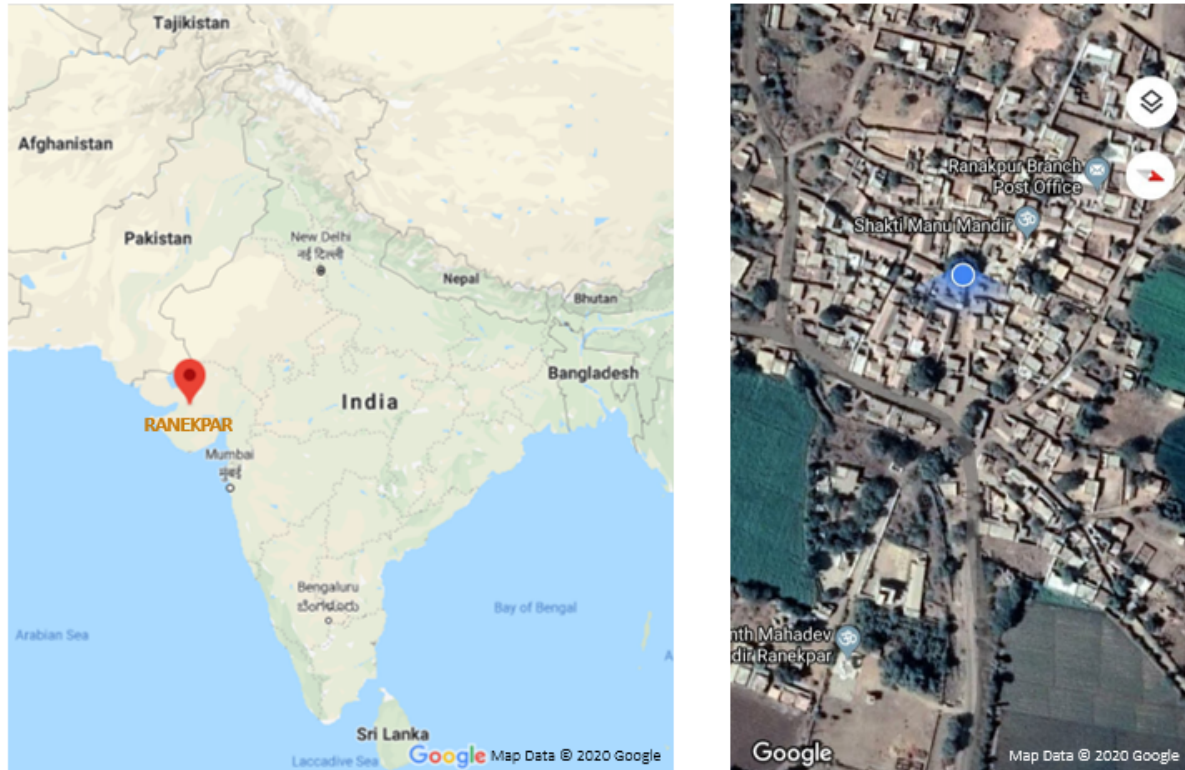 Tajikistan
Afghanistan
Pakistan
New Delhi
नई दिल्ली
Nepal
Bhutan
Bangladesh
India
RANEKPAR
Mumbai
मुंबई
Bengaluru
ಬೆಂಗಳೂರು
Bay of Bengal
Arabian Sea
A
Sri Lanka
Laccadive Sea
Google Map Data © 2020 Google
Ranakpur Branch
Post Office
Shakti Manu Mandir
nth Mahadev
dir Ranekpar
Google
Map Data © 2020 Google